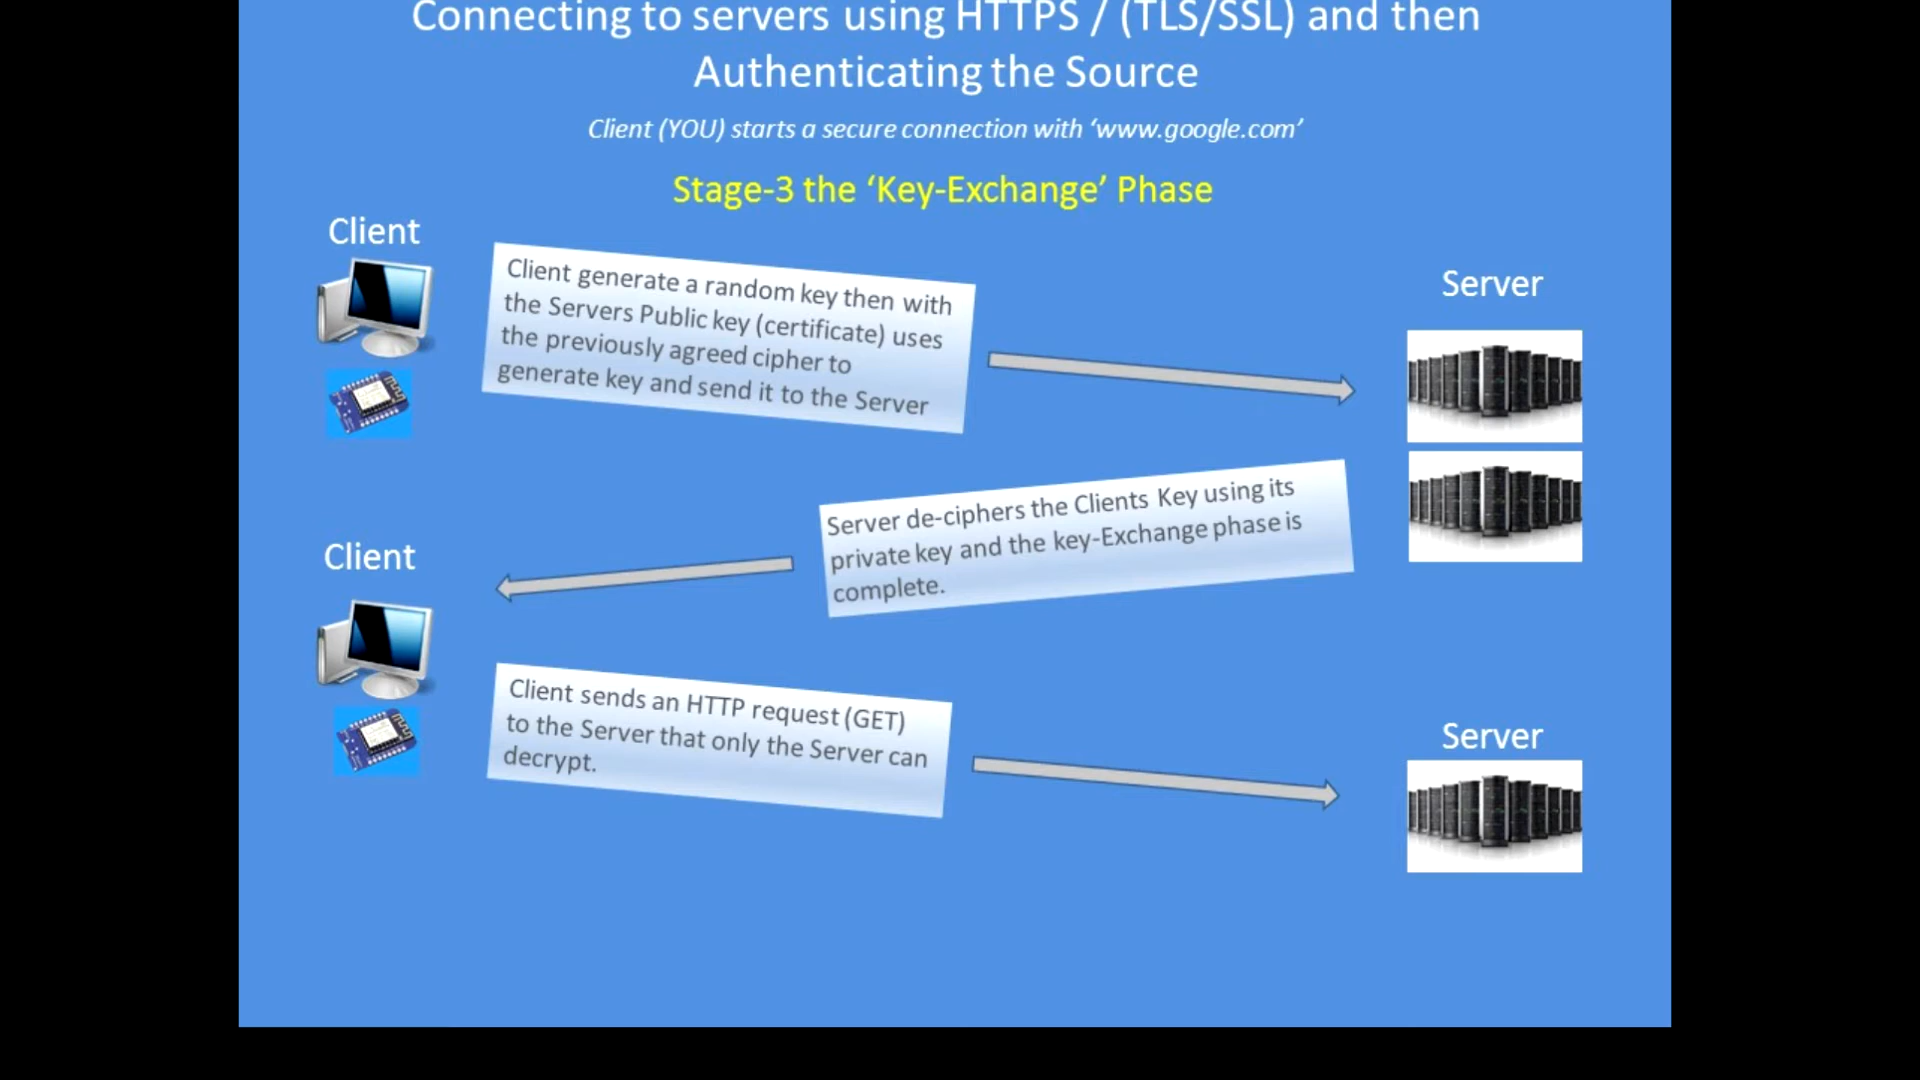 Connecting to servers using HTTPS / (TLS/SSL) and then
Authenticating the Source
Client (YOU) starts a secure connection with ‘www.google.com’
Stage-3 the ‘Key-Exchange’ Phase
Client
Client generate a random key then with
the Servers Public key (certificate) uses
the previously agreed cipher to
generate key and send it to the Server
Server
Server de-ciphers the Clients Key using its
private key and the key-Exchange phase is
complete.
Client
Client sends an HTTP request (GET)
to the Server that only the Server can
decrypt.
Server